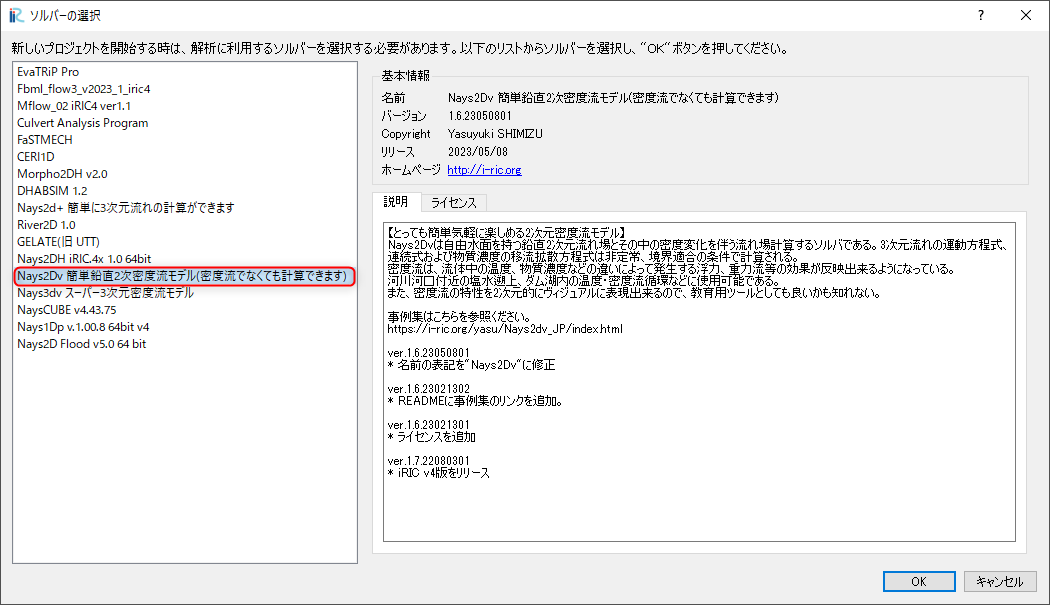 iRC ソルバーの選択
新しいプロジェクトを開始する時は、解析に利用するソルバーを選択する必要があります。以下のリストからソルバーを選択し、"OK"ボタンを押してください。
EvaTRiP Pro
Fbml_flow3_v2023_1_iric4
Mflow_02 iRIC4 ver1.1
Culvert Analysis Program
FaSTMECH
CERI1D
Morpho2DH v2.0
DHABSIM 1.2
Nays2d+ 簡単に3次元流れの計算ができます
River2D 1.0
GELATE(旧 UTT)
Nays2DH iRIC.4x 1.0 64bit
Nays2Dv 簡単鉛直2次密度流モデル(密度流でなくても計算できます)
Nays3dv スーパー3次元密度流モデル
NaysCUBE v4.43.75
Nays1Dp v.1.00.8 64bit v4
Nays2D Flood v5.0 64 bit
基本情報
名前 Nays2Dv 簡単鉛直2次密度流モデル(密度流でなくても計算できます)
バージョン 1.6.23050801
Copyright Yasuyuki SHIMIZU
リリース 2023/05/08
ホームページ http://i-ric.org
説明 ライセンス
【とっても簡単気軽に楽しめる2次元密度流モデル】
Nays2Dvは自由水面を持つ鉛直2次元流れ場とその中の密度変化を伴う流れ場計算するソルバである。3次元流れの運動方程式、
連続式および物質濃度の移流拡散方程式は非定常、境界適合の条件で計算される。
密度流は、流体中の温度、物質濃度などの違いによって発生する浮力、重力流等の効果が反映出来るようになっている。
河川河口付近の塩水遡上、ダム湖内の温度・密度流循環などに使用可能である。
また、密度流の特性を2次元的にヴィジュアルに表現出来るので、教育用ツールとしても良いかも知れない。
事例集はこちらを参照ください。
https://i-ric.org/yasu/Nays2dv_JP/index.html
ver.1.6.23050801
* 名前の表記を"Nays2Dv"に修正
ver.1.6.23021302
* READMEに事例集のリンクを追加。
ver.1.6.23021301
* ライセンスを追加
ver.1.7.22080301
* iRIC v4版をリリース
OK キャンセル